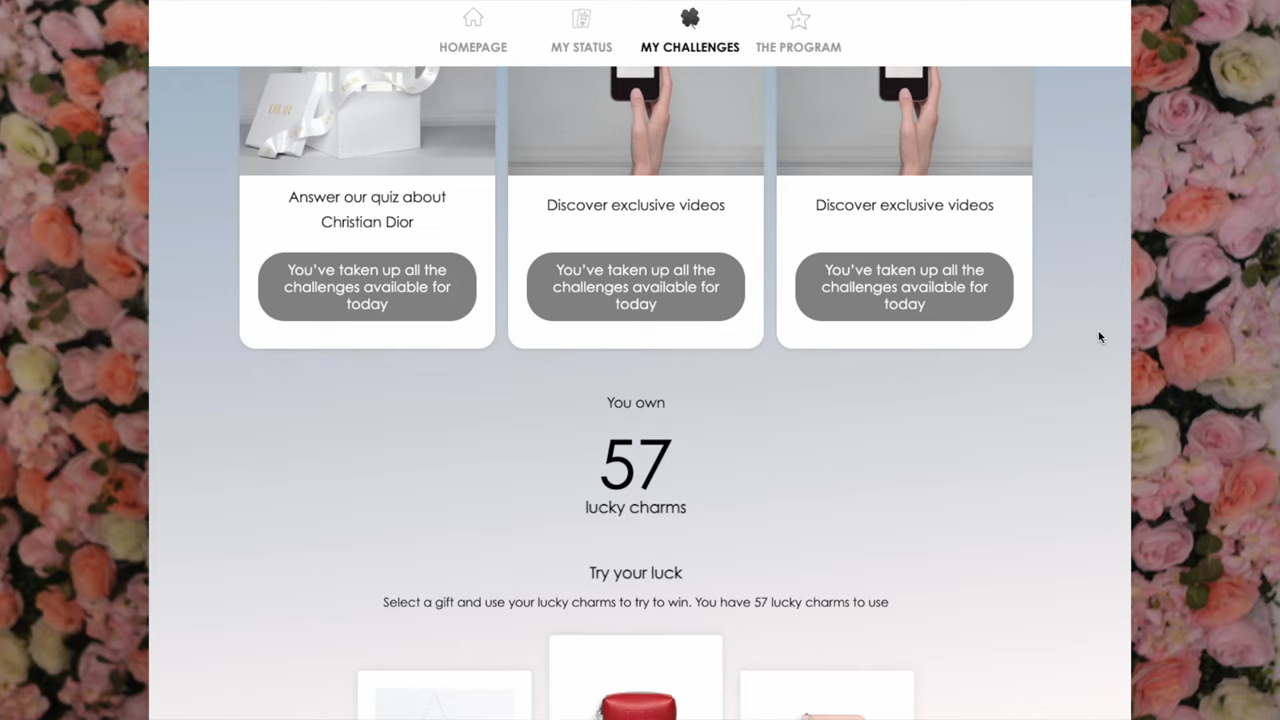 HOMEPAGE
MY STATUS
MY CHALLENGES
THE PROGRAM
DIOR
Answer our quiz about
Christian Dior
You've taken up all the
challenges available for
today
Discover exclusive videos
You've taken up all the
challenges available for
today
Discover exclusive videos
You've taken up all the
challenges available for
today
You own
57
lucky charms
Try your luck
Select a gift and use your lucky charms to try to win. You have 57 lucky charms to use